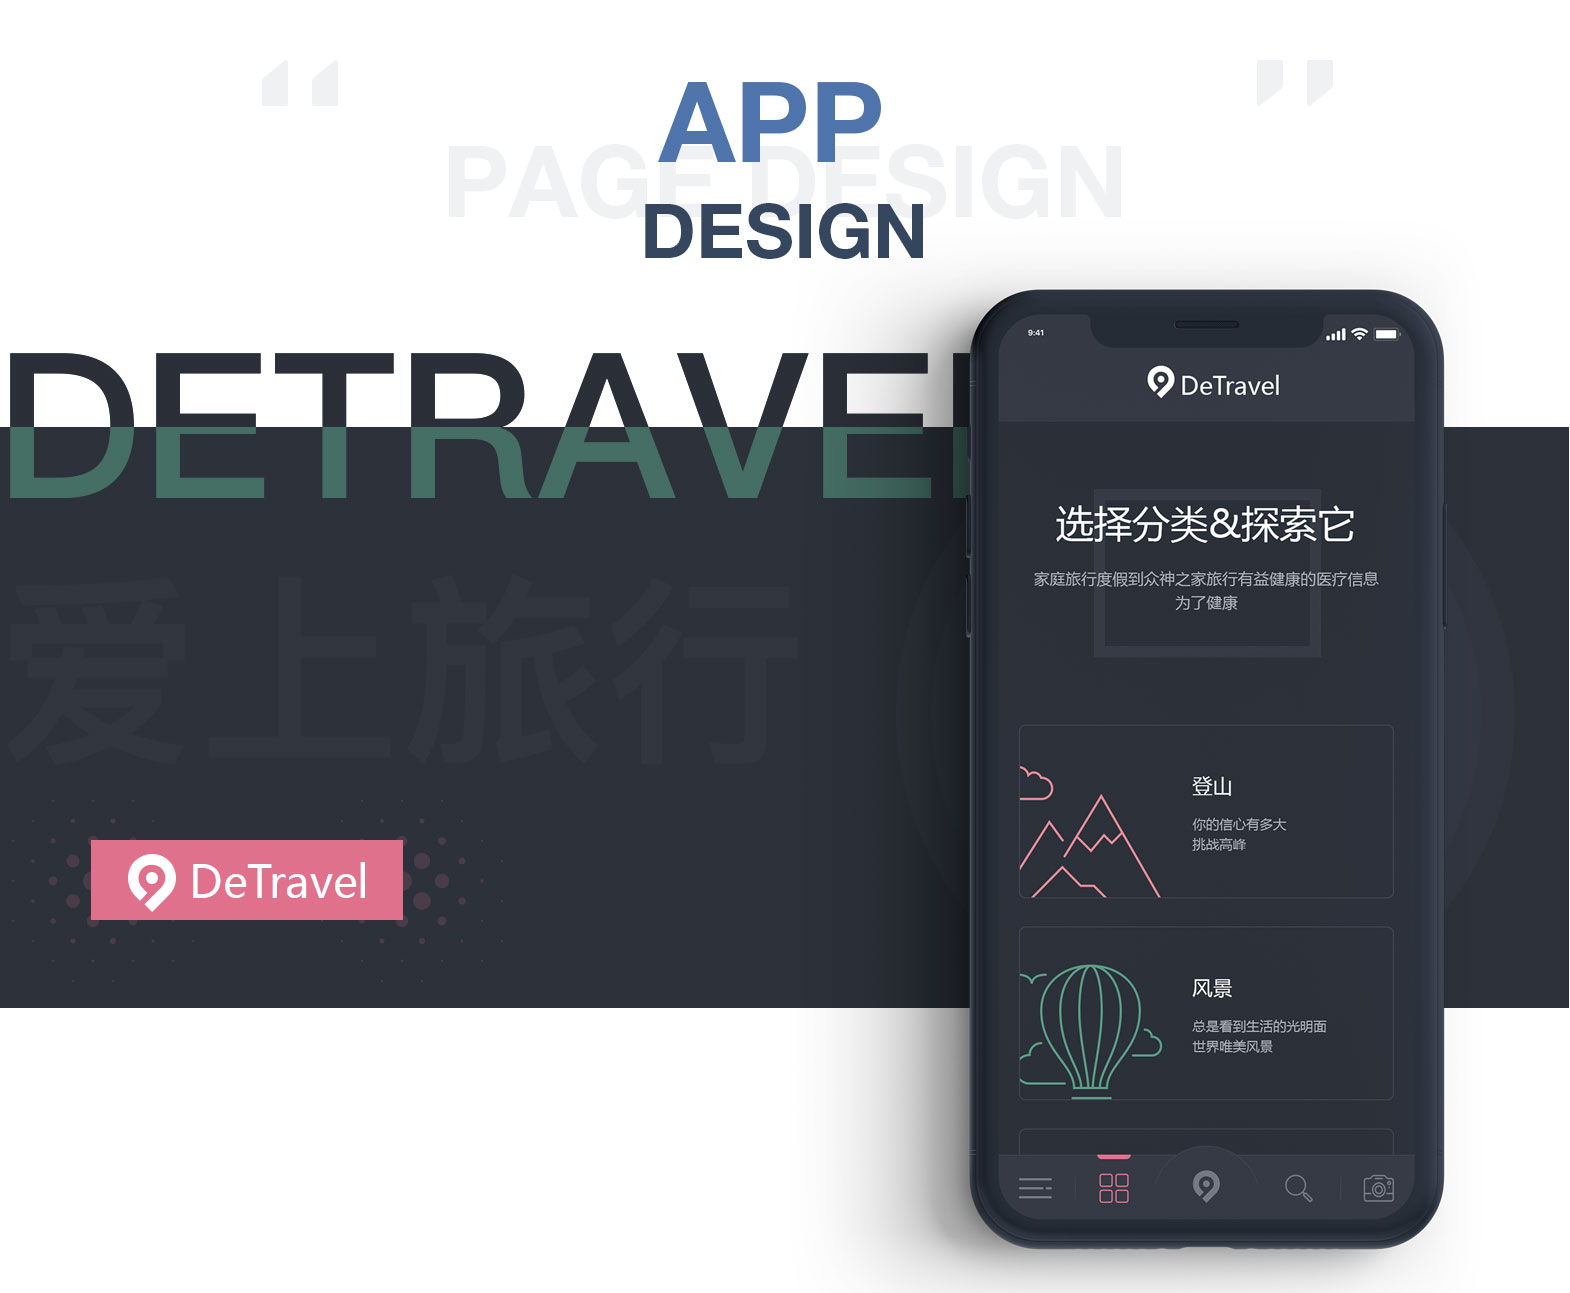 APP
PAGE DESIGN
DESIGN
DETRAVEL
爱上旅行
DeTravel
9:41
DeTravel
选择分类&探索它
家庭旅行度假到众神之家旅行有益健康的医疗信息
为了健康
登山
你的信心有多大
挑战高峰
风景
总是看到生活的光明面
世界唯美风景